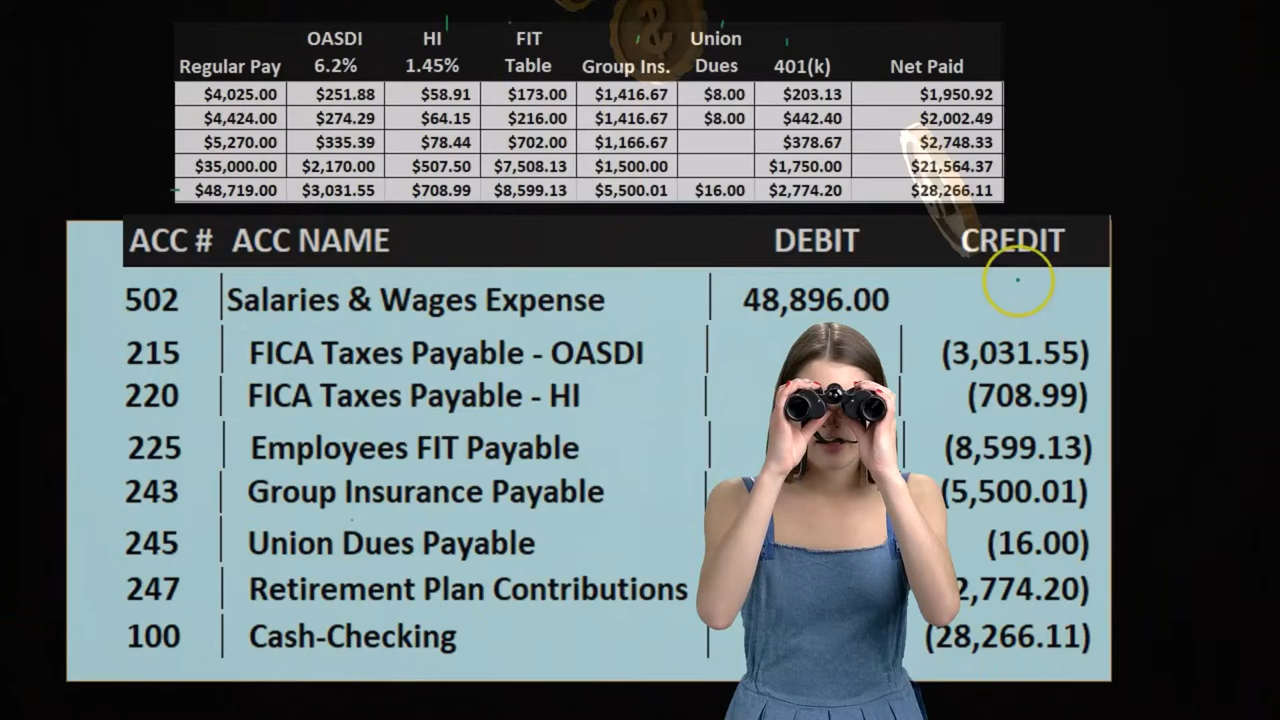 OASDI HI FIT Union
Regular Pay 6.2% 1.45% Table Group Ins. Dues 401(k) Net Paid
$4,025.00 $251.88 $58.91 $173.00 $1,416.67 $8.00 $203.13 $1,950.92
$4,424.00 $274.29 $64.15 $216.00 $1,416.67 $8.00 $442.40 $2,002.49
$5,270.00 $335.39 $78.44 $702.00 $1,166.67 $378.67 $2,748.33
$35,000.00 $2,170.00 $507.50 $7,508.13 $1,500.00 $1,750.00 $21,564.37
$48,719.00 $3,031.55 $708.99 $8,599.13 $5,500.01 $16.00 $2,774.20 $28,266.11
ACC # ACC NAME DEBIT CREDIT
502 Salaries & Wages Expense 48,896.00
215 FICA Taxes Payable - OASDI (3,031.55)
220 FICA Taxes Payable - HI (708.99)
225 Employees FIT Payable (8,599.13)
243 Group Insurance Payable (5,500.01)
245 Union Dues Payable (16.00)
247 Retirement Plan Contributions 2,774.20)
100 Cash-Checking (28,266.11)